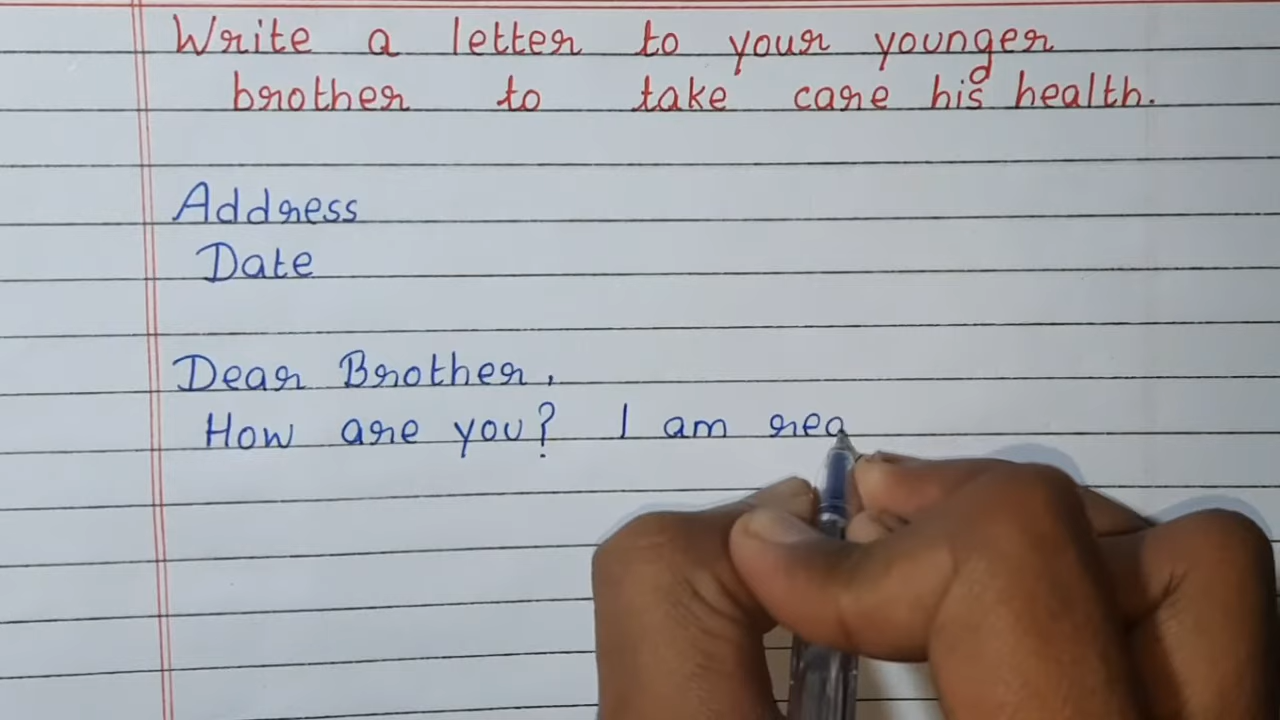 Write a letter to your younger
brother to take care his health.
Address
Date
Dear Brother,
How are you? I am rea